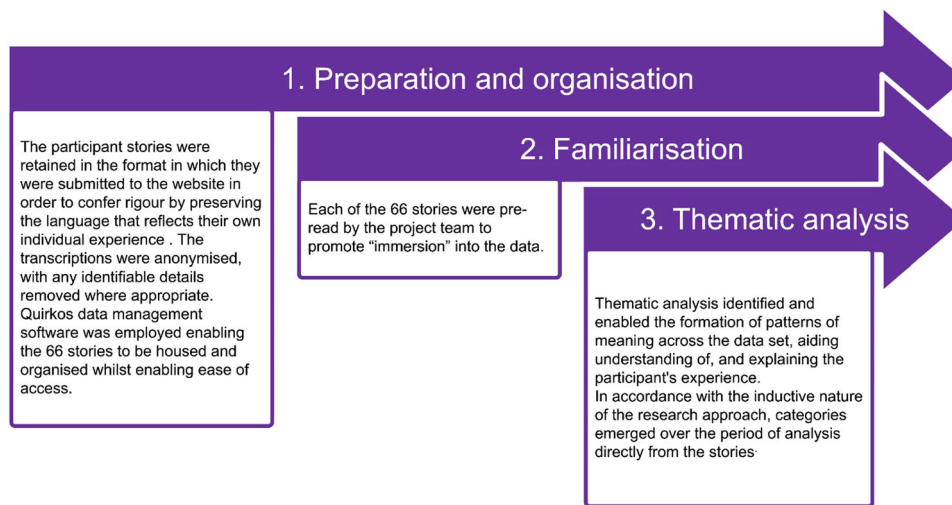 1. Preparation and organisation
The participant stories were
retained in the format in which they
were submitted to the website in
order to confer rigour by preserving
the language that reflects their own
individual experience . The
transcriptions were anonymised,
with any identifiable details
removed where appropriate.
Quirkos data management
software was employed enabling
the 66 stories to be housed and
organised whilst enabling ease of
access.
2. Familiarisation
Each of the 66 stories were pre-
read by the project team to
promote “immersion” into the data.
3. Thematic analysis
Thematic analysis identified and
enabled the formation of patterns of
meaning across the data set, aiding
understanding of, and explaining the
participant's experience.
In accordance with the inductive nature
of the research approach, categories
emerged over the period of analysis
directly from the stories.